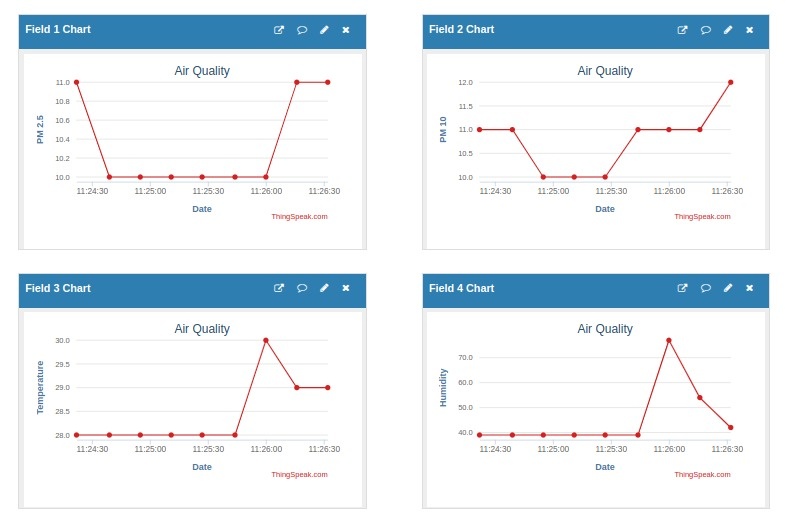 Field 1 Chart
Air Quality
PM 2.5
11.0
10.8
10.6
10.4
10.2
10.0
11:24:30 11:25:00 11:25:30 11:26:00 11:26:30
Date
ThingSpeak.com
Field 2 Chart
Air Quality
PM 10
12.0
11.5
11.0
10.5
10.0
11:24:30 11:25:00 11:25:30 11:26:00 11:26:30
Date
ThingSpeak.com
Field 3 Chart
Air Quality
Temperature
30.0
29.5
29.0
28.5
28.0
11:24:30 11:25:00 11:25:30 11:26:00 11:26:30
Date
ThingSpeak.com
Field 4 Chart
Air Quality
Humidity
70.0
60.0
50.0
40.0
11:24:30 11:25:00 11:25:30 11:26:00 11:26:30
Date
ThingSpeak.com